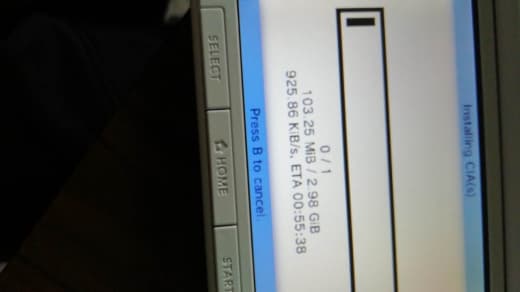 Installing CIA(s)
0 / 1
103.25 MiB / 2.98 GiB
925.86 KiB/s, ETA 00:55:38
Press B to cancel.
SELECT
HOME
START